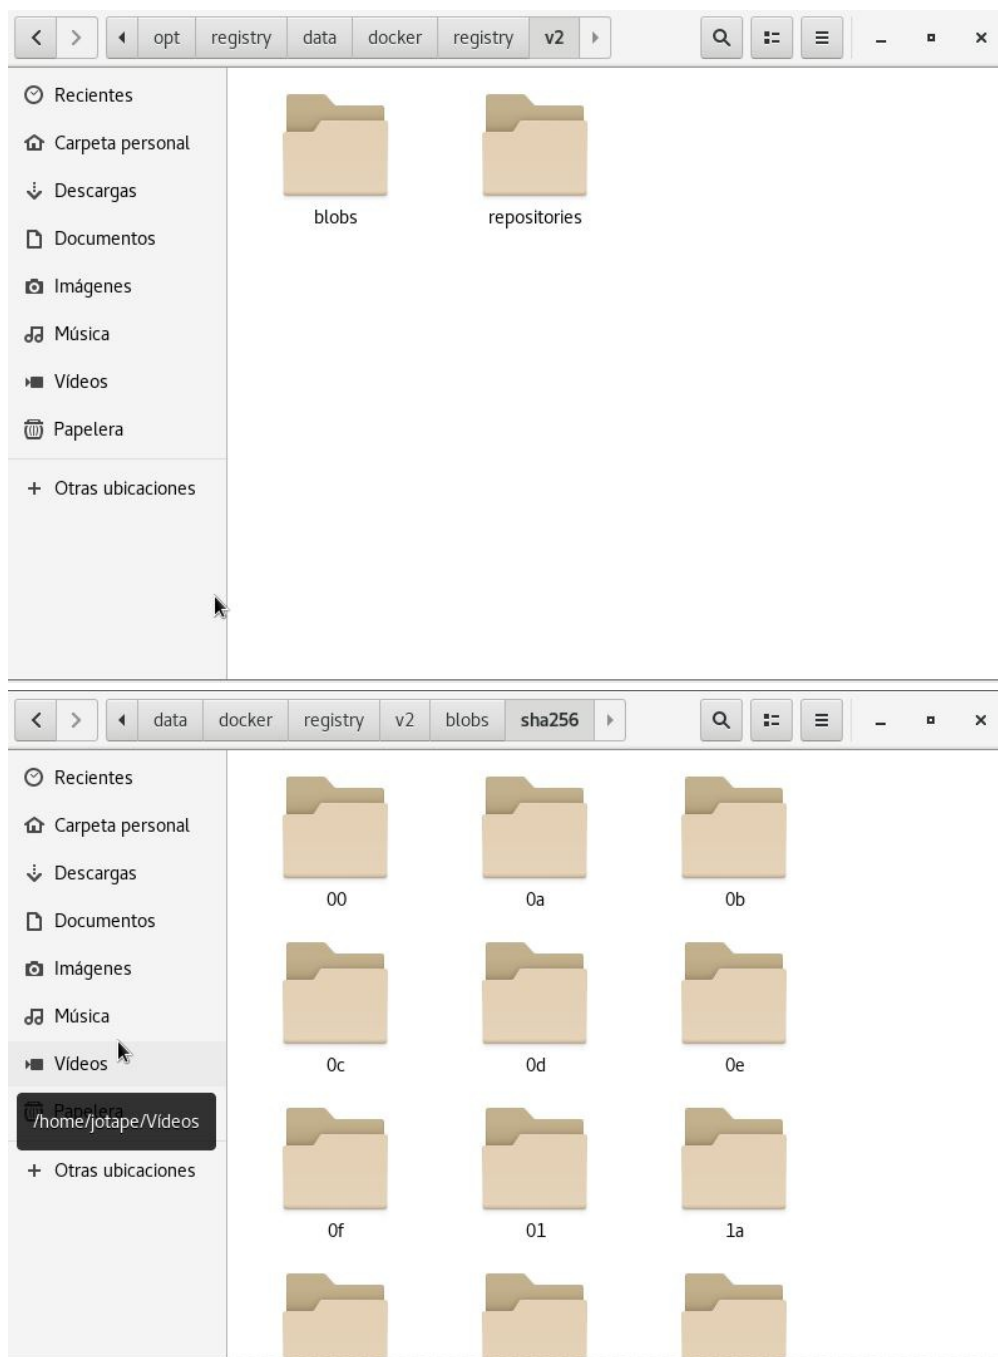 opt registry data docker registry v2
Recientes
Carpeta personal
Descargas
Documentos
Imágenes
Música
Vídeos
Papelera
Otras ubicaciones
blobs repositories
data docker registry v2 blobs sha256
Recientes
Carpeta personal
Descargas
Documentos
Imágenes
Música
Vídeos
Papelera
/home/jotape/Vídeos
Otras ubicaciones
00 0a 0b
0c 0d 0e
0f 01 1a